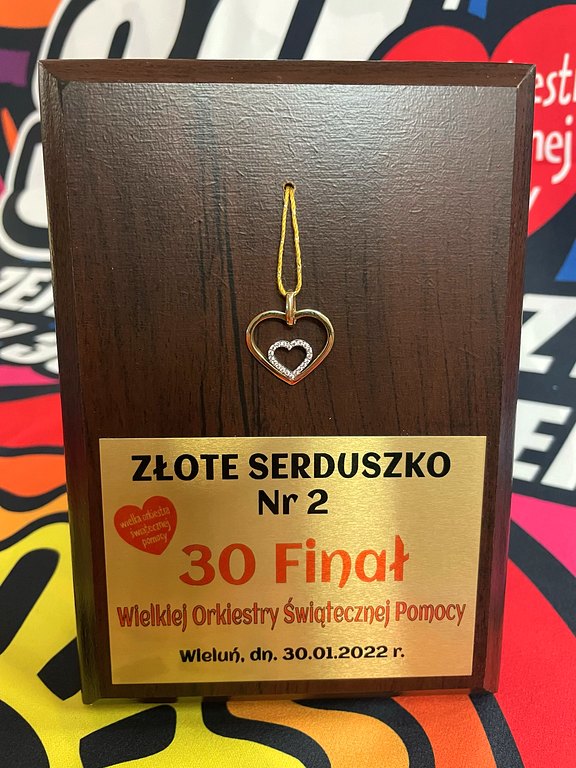 ZŁOTE SERDUSZKO
Nr 2
wielka orkiestra
świątecznej
pomocy
30 Finał
Wielkiej Orkiestry Świątecznej Pomocy
Wieluń, dn. 30.01.2022 r.